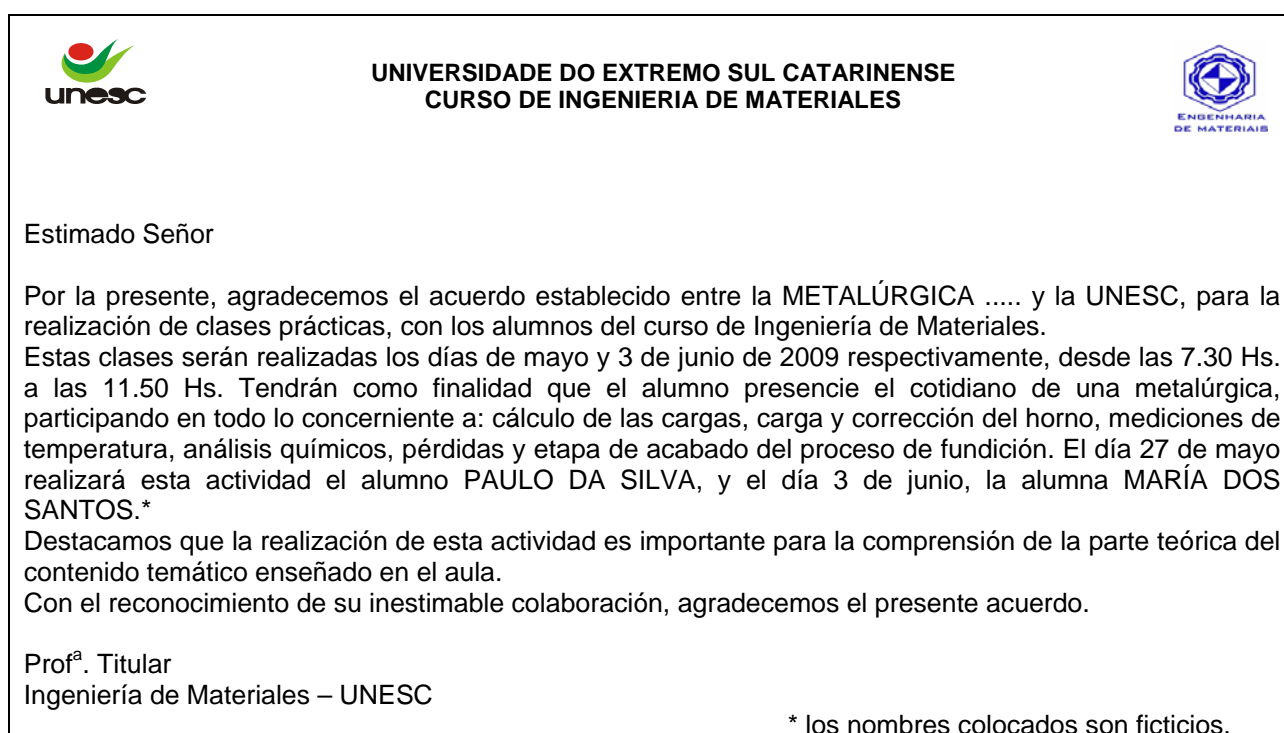 unesc
UNIVERSIDADE DO EXTREMO SUL CATARINENSE
CURSO DE INGENIERIA DE MATERIALES
ENGENHARIA
DE MATERIAIS
Estimado Señor
Por la presente, agradecemos el acuerdo establecido entre la METALÚRGICA ..... y la UNESC, para la
realización de clases prácticas, con los alumnos del curso de Ingeniería de Materiales.
Estas clases serán realizadas los días de mayo y 3 de junio de 2009 respectivamente, desde las 7.30 Hs.
a las 11.50 Hs. Tendrán como finalidad que el alumno presencie el cotidiano de una metalúrgica,
participando en todo lo concerniente a: cálculo de las cargas, carga y corrección del horno, mediciones de
temperatura, análisis químicos, pérdidas y etapa de acabado del proceso de fundición. El día 27 de mayo
realizará esta actividad el alumno PAULO DA SILVA, y el día 3 de junio, la alumna MARÍA DOS
SANTOS.*
Destacamos que la realización de esta actividad es importante para la comprensión de la parte teórica del
contenido temático enseñado en el aula.
Con el reconocimiento de su inestimable colaboración, agradecemos el presente acuerdo.
Profª. Titular
Ingeniería de Materiales – UNESC
* los nombres colocados son ficticios.